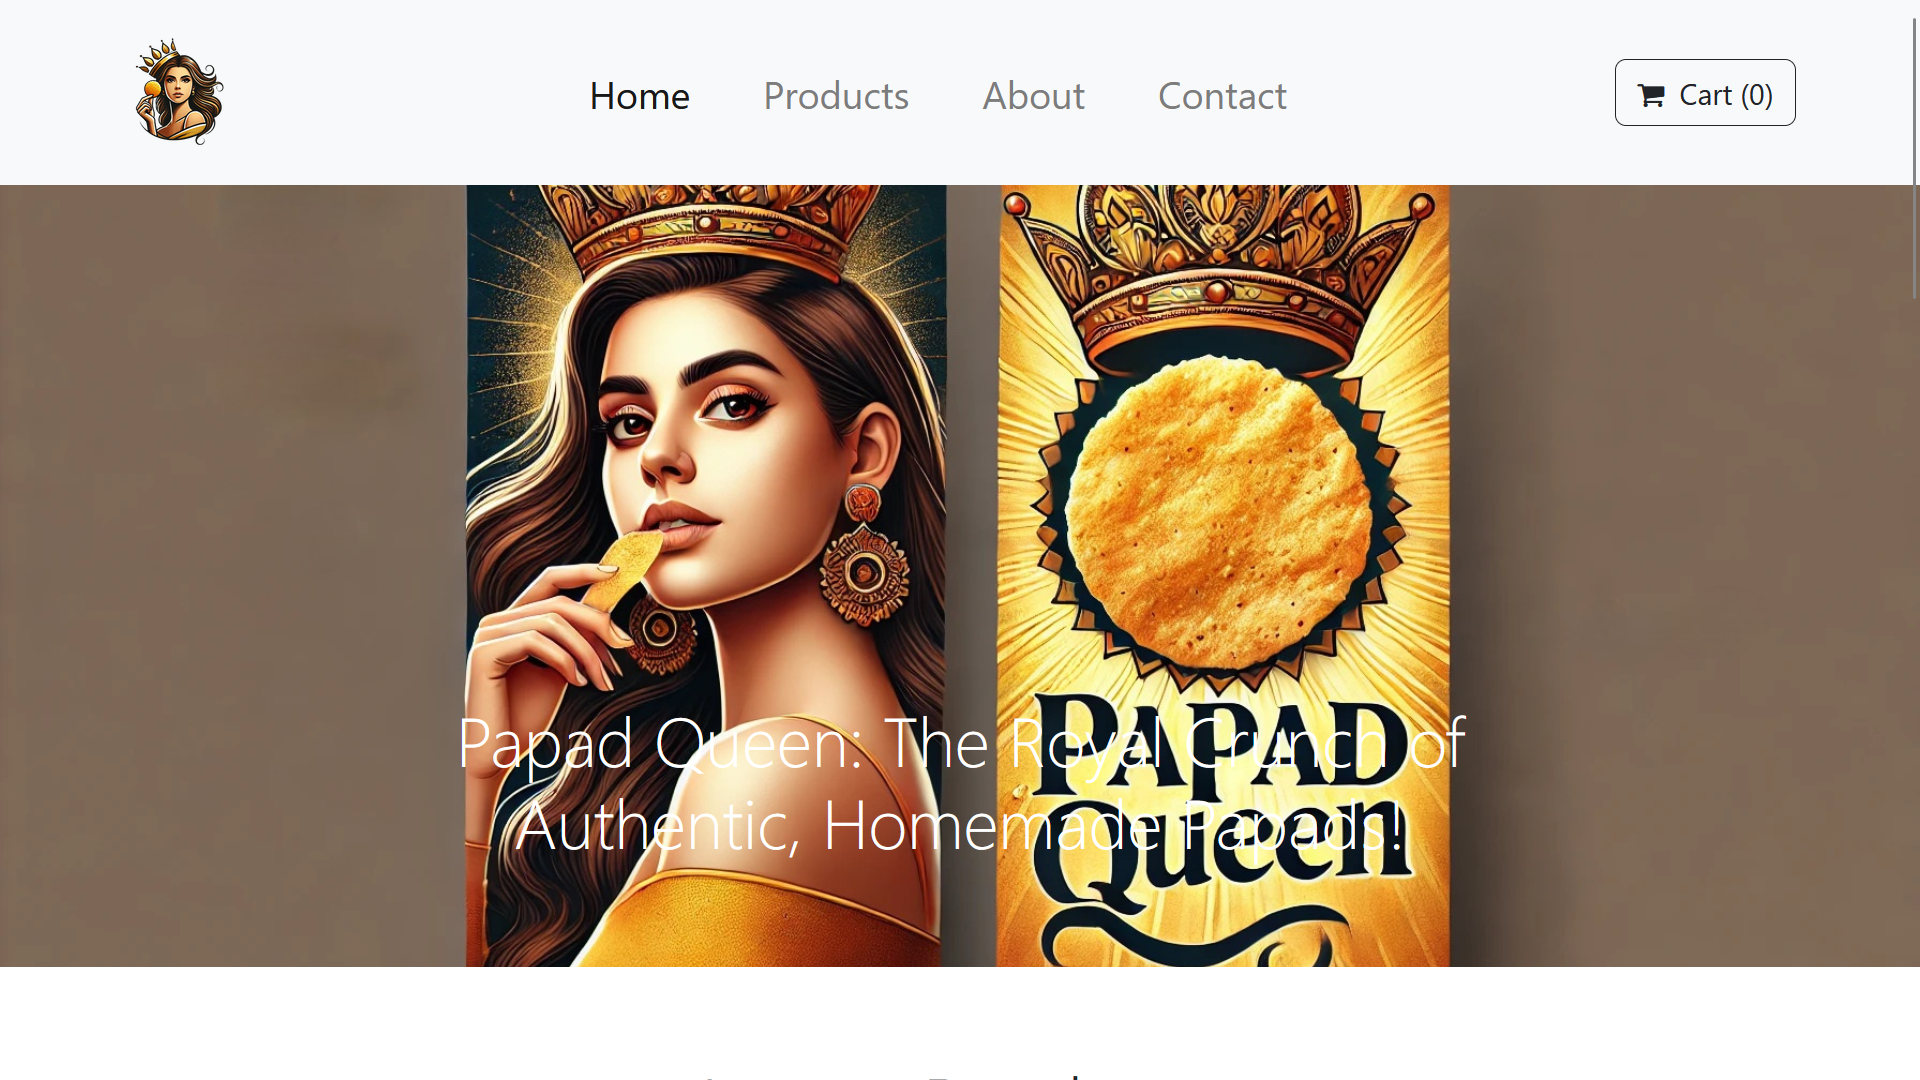 Home
Products
About
Contact
Cart (0)
PAPAD
Queen
Papad Queen: The Royal Crunch of
Authentic, Homemade Papads!